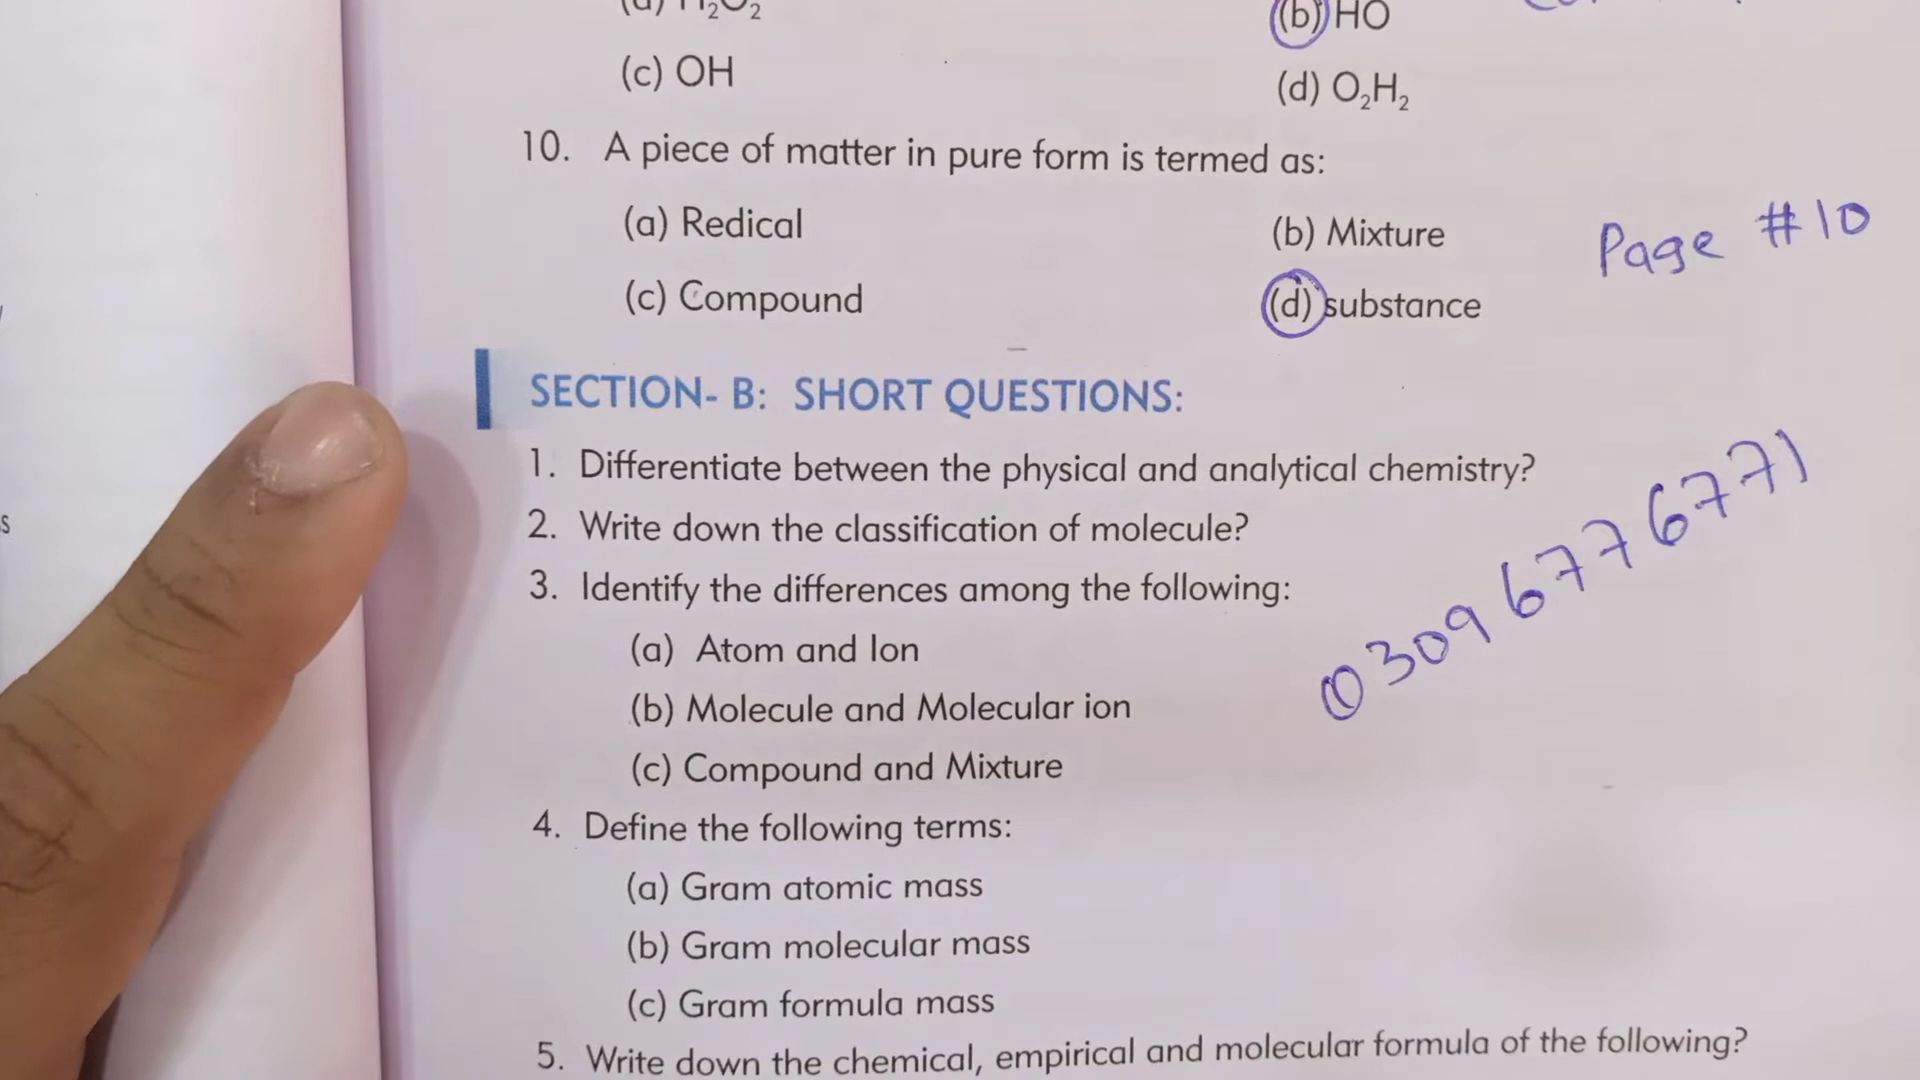 (a) H₂O₂
(b) HO
(c) OH
(d) O₂H₂
10. A piece of matter in pure form is termed as:
(a) Redical
(b) Mixture
Page #10
(c) Compound
(d) substance
SECTION- B: SHORT QUESTIONS:
1. Differentiate between the physical and analytical chemistry?
2. Write down the classification of molecule?
3. Identify the differences among the following:
(a) Atom and Ion
03096776771
(b) Molecule and Molecular ion
(c) Compound and Mixture
4. Define the following terms:
(a) Gram atomic mass
(b) Gram molecular mass
(c) Gram formula mass
5. Write down the chemical, empirical and molecular formula of the following?